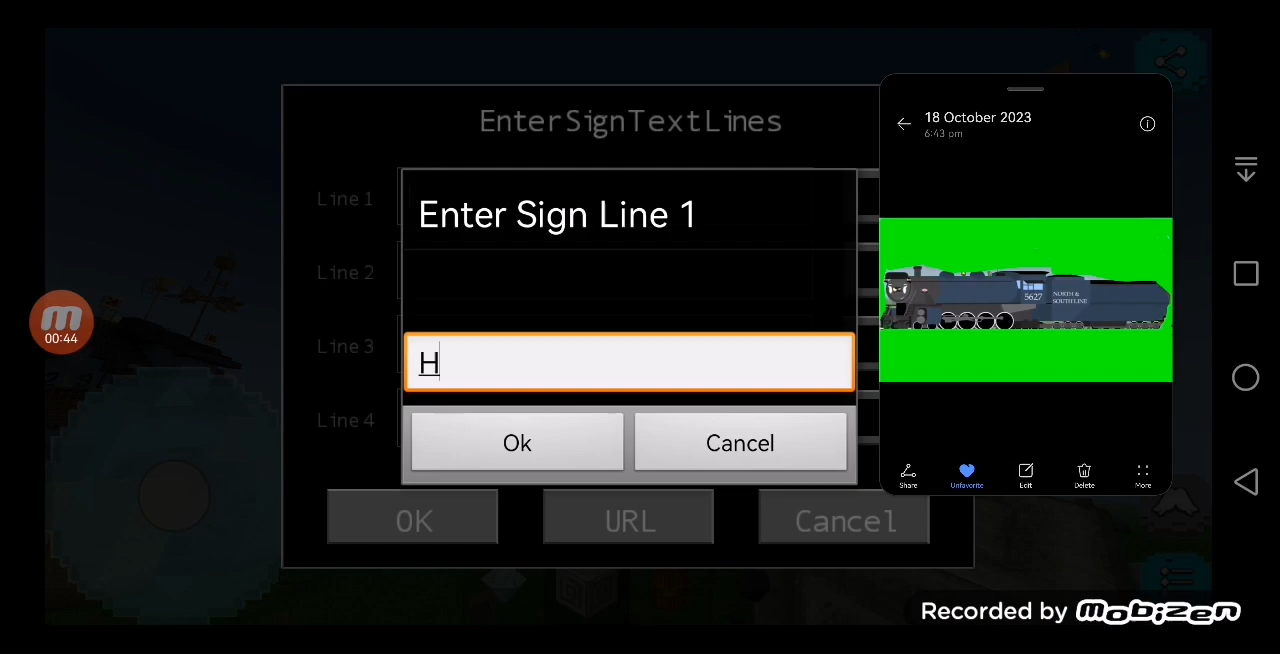 EnterSignTextLines
Line 1
Line 2
Line 3
Line 4
Enter Sign Line 1
H
Ok
Cancel
OK
URL
Cancel
00:44
18 October 2023
6:43 pm
5627
NORTH &
SOUTH LINE
Share
Unfavorite
Edit
Delete
More
Recorded by mobizen